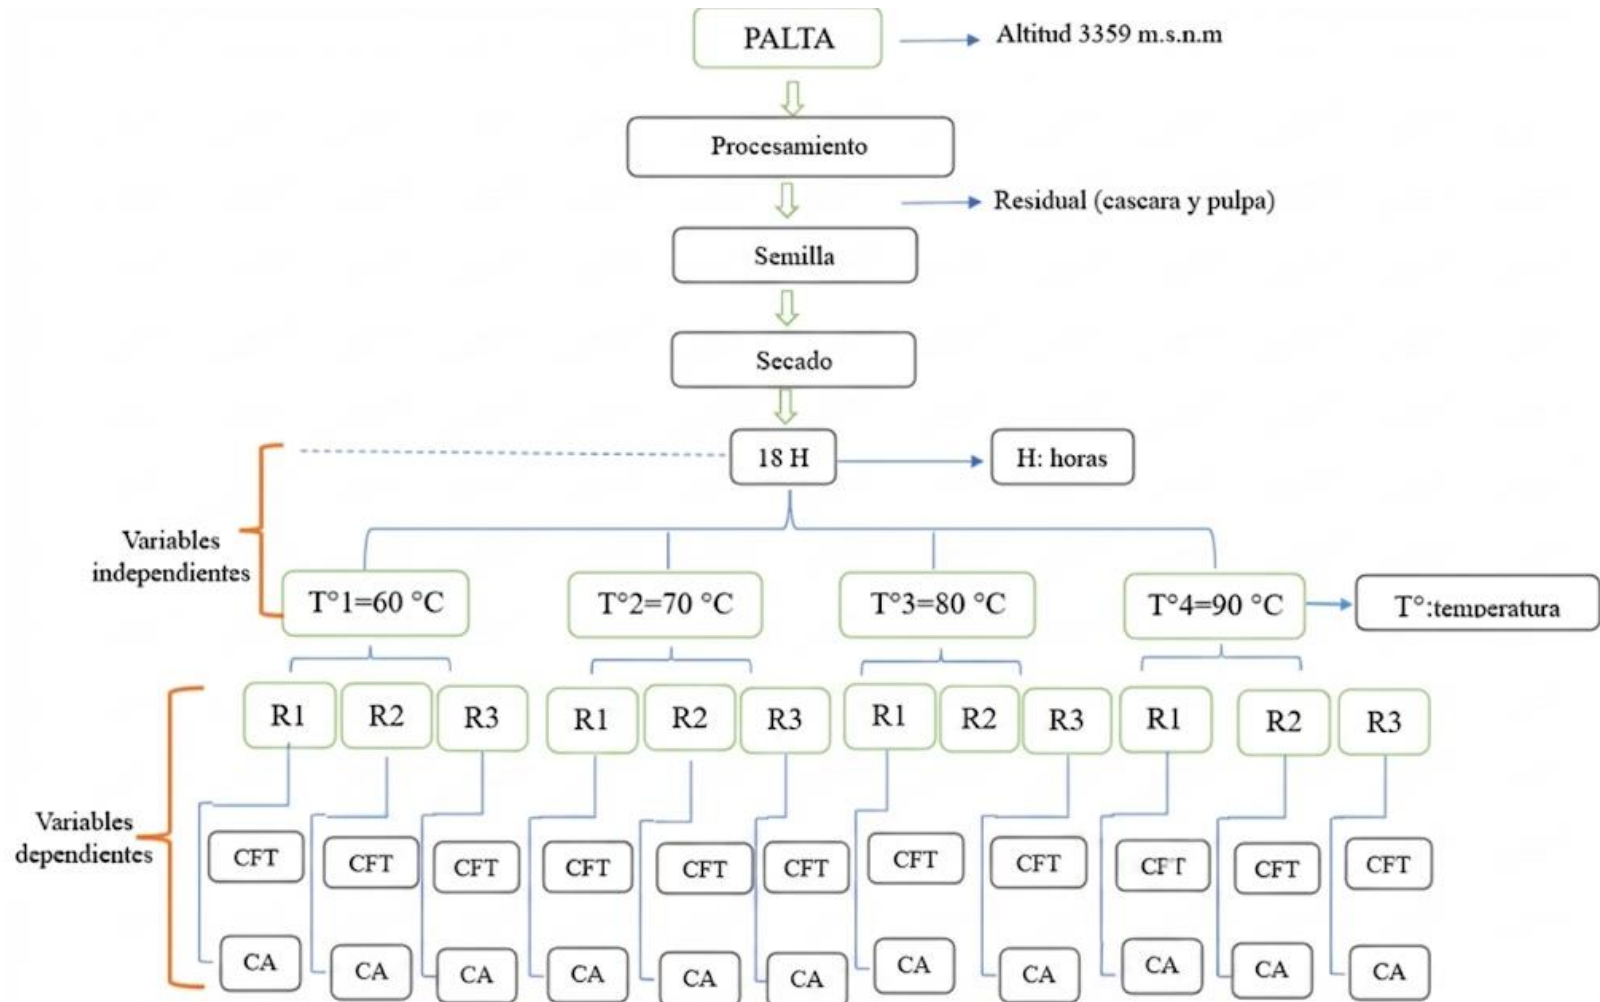 PALTA
Altitud 3359 m.s.n.m
Procesamiento
Residual (cascara y pulpa)
Semilla
Secado
18 H
H: horas
Variables
independientes
T°1=60 °C
T°2=70 °C
T°3=80 °C
T°4=90 °C
T°:temperatura
R1
R2
R3
R1
R2
R3
R1
R2
R3
R1
R2
R3
Variables
dependientes
CFT
CFT
CFT
CFT
CFT
CFT
CFT
CFT
CFT
CFT
CFT
CA
CA
CA
CA
CA
CA
CA
CA
CA
CA
CA